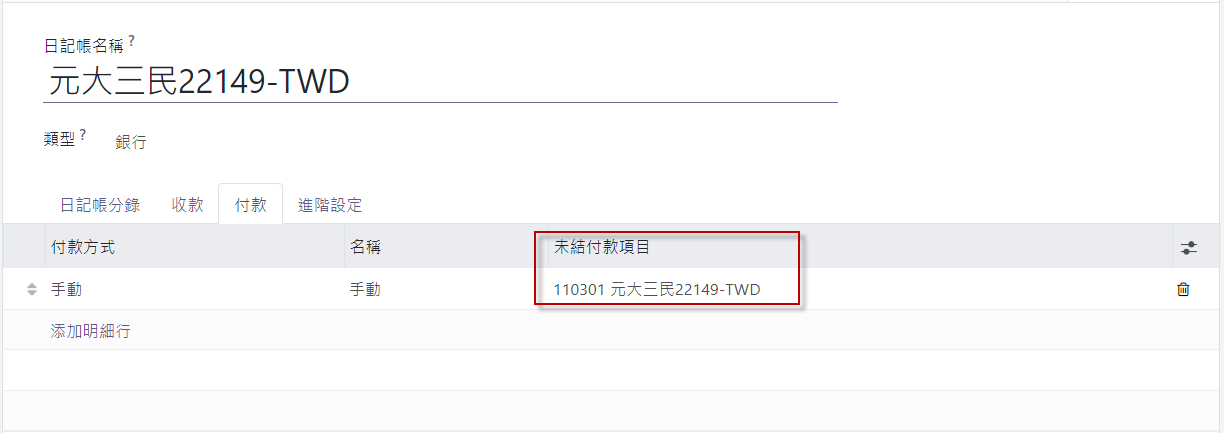 日記帳名稱 ?
元大三民22149-TWD
類型 ? 銀行
日記帳分錄 收款 付款 進階設定
付款方式 名稱 未結付款項目
手動 手動 110301 元大三民22149-TWD
添加明細行